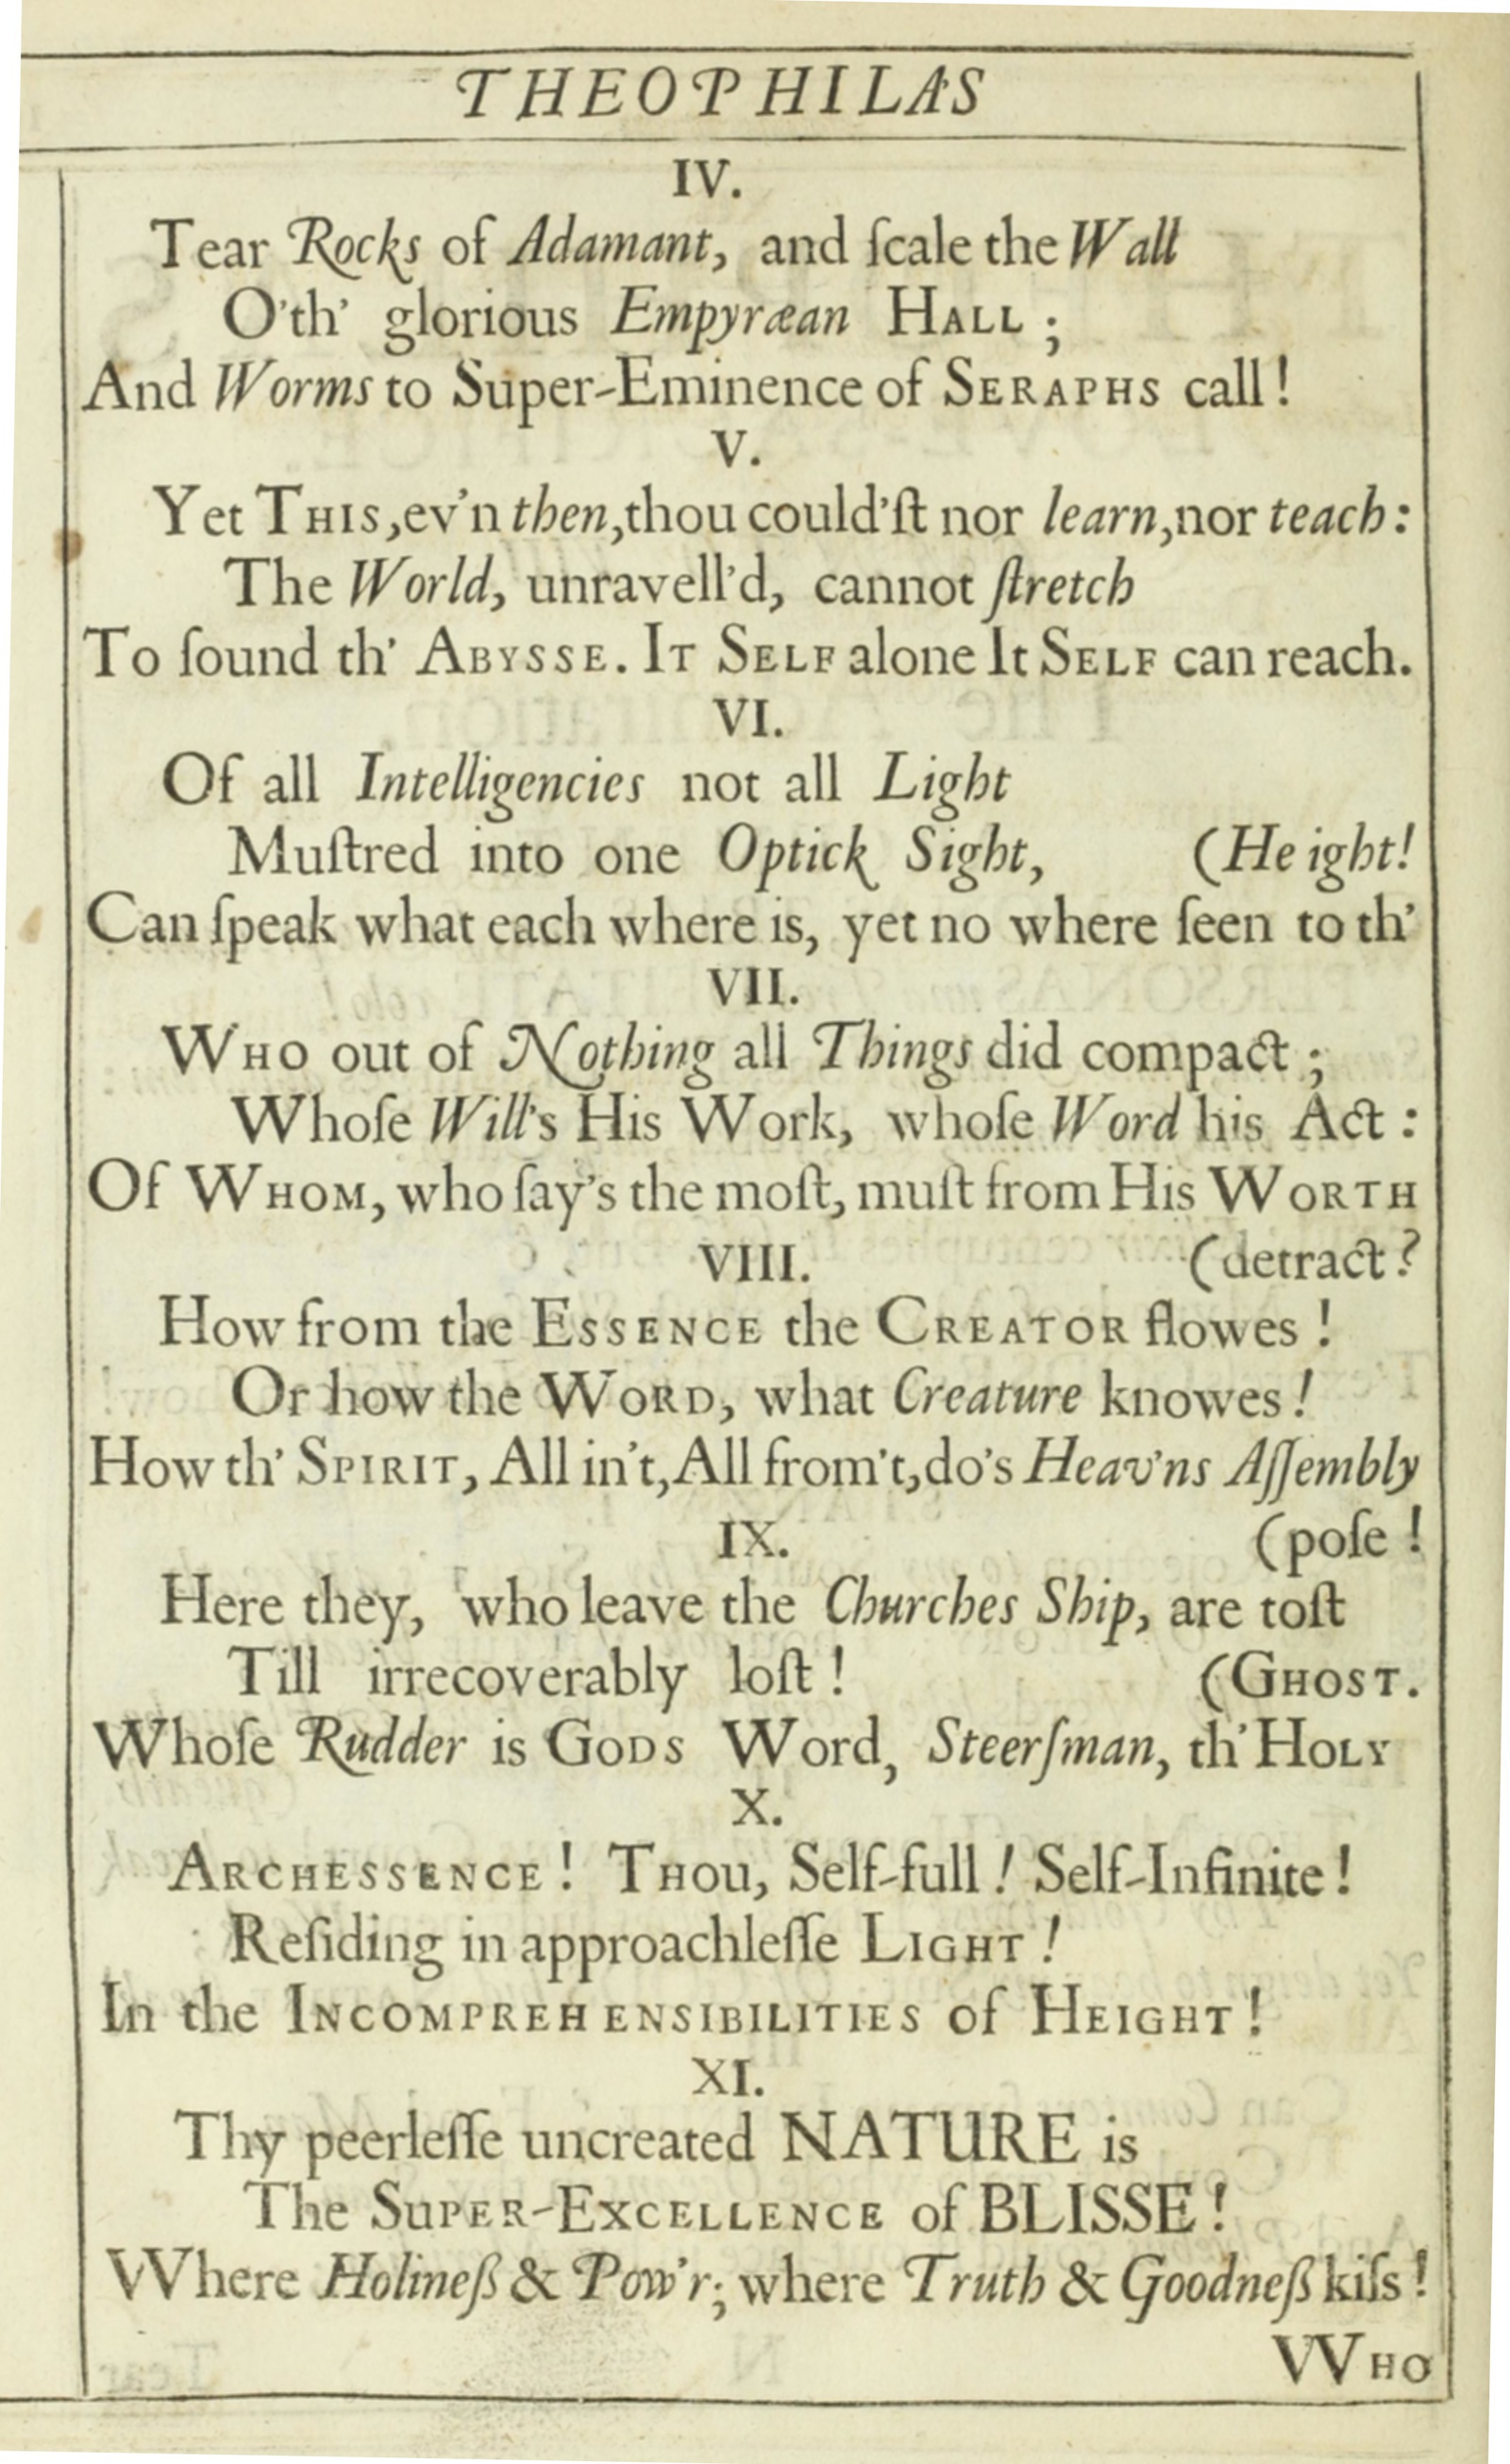 THEOPHILAS
IV.
Tear Rocks of Adamant, and ſcale the Wall
O'th' glorious Empyræan HALL ;
And Worms to Super-Eminence of SERAPHS call !
V.
Yet THIS, ev'n then, thou could'ſt nor learn, nor teach :
The World, unravell'd, cannot ſtretch
To ſound th' ABYSSE. IT SELF alone It SELF can reach.
VI.
Of all Intelligencies not all Light
Muſtred into one Optick Sight, (He ight!
Can ſpeak what each where is, yet no where ſeen to th'
VII.
WHO out of Nothing all Things did compact ;
Whoſe Will's His Work, whoſe Word his Act :
Of WHOM, who ſay's the moſt, muſt from His WORTH
VIII. (detract ?
How from the ESSENCE the CREATOR flowes !
Or how the WORD, what Creature knowes !
How th' SPIRIT, All in't, All from't, do's Heav'ns Aſſembly
IX. (poſe !
Here they, who leave the Churches Ship, are toſt
Till irrecoverably loſt ! (GHOST.
Whoſe Rudder is GODS Word, Steerſman, th' HOLY
X.
ARCHESSENCE ! THOU, Self-full ! Self-Infinite !
Reſiding in approachleſſe LIGHT !
In the INCOMPREHENSIBILITIES of HEIGHT !
XI.
Thy peerleſſe uncreated NATURE is
The SUPER-EXCELLENCE of BLISSE !
Where Holineß & Pow'r; where Truth & Goodneß kiſs !
WHO